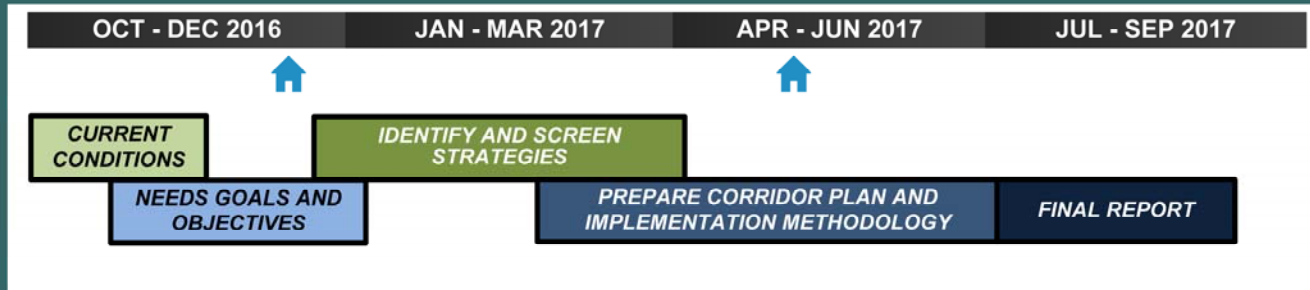 OCT - DEC 2016
JAN - MAR 2017
APR - JUN 2017
JUL - SEP 2017
CURRENT
CONDITIONS
IDENTIFY AND SCREEN
STRATEGIES
NEEDS GOALS AND
OBJECTIVES
PREPARE CORRIDOR PLAN AND
IMPLEMENTATION METHODOLOGY
FINAL REPORT